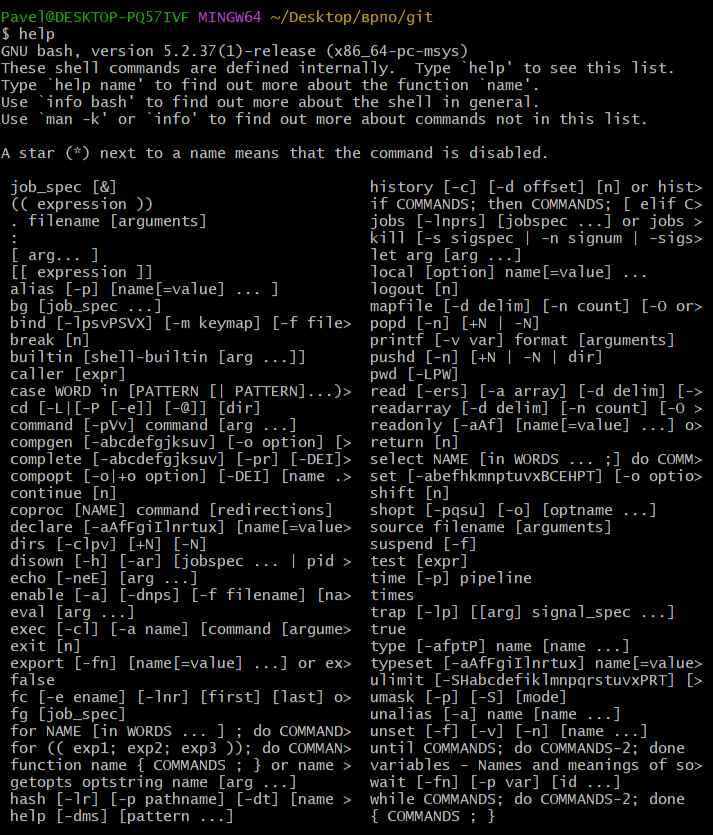 Pavel@DESKTOP-PQ57IVF MINGW64 ~/Desktop/врпо/git
$ help
GNU bash, version 5.2.37(1)-release (x86_64-pc-msys)
These shell commands are defined internally.  Type `help' to see this list.
Type `help name' to find out more about the function `name'.
Use `info bash' to find out more about the shell in general.
Use `man -k' or `info' to find out more about commands not in this list.

A star (*) next to a name means that the command is disabled.

 job_spec [&]                            history [-c] [-d offset] [n] or hist>
 (( expression ))                        if COMMANDS; then COMMANDS; [ elif C>
 . filename [arguments]                  jobs [-lnprs] [jobspec ...] or jobs >
 :                                       kill [-s sigspec | -n signum | -sigs>
 [ arg... ]                              let arg [arg ...]
 [[ expression ]]                        local [option] name[=value] ...
 alias [-p] [name[=value] ... ]          logout [n]
 bg [job_spec ...]                       mapfile [-d delim] [-n count] [-O or>
 bind [-lpsvPSVX] [-m keymap] [-f file>  popd [-n] [+N | -N]
 break [n]                               printf [-v var] format [arguments]
 builtin [shell-builtin [arg ...]]       pushd [-n] [+N | -N | dir]
 caller [expr]                           pwd [-LPW]
 case WORD in [PATTERN [| PATTERN]...)>  read [-ers] [-a array] [-d delim] [->
 cd [-L|[-P [-e]] [-@]] [dir]            readarray [-d delim] [-n count] [-O >
 command [-pVv] command [arg ...]        readonly [-aAf] [name[=value] ...] o>
 compgen [-abcdefgjksuv] [-o option] [>  return [n]
 complete [-abcdefgjksuv] [-pr] [-DEI]>  select NAME [in WORDS ... ;] do COMM>
 compopt [-o|+o option] [-DEI] [name .>  set [-abefhkmnptuvxBCEHPT] [-o optio>
 continue [n]                            shift [n]
 coproc [NAME] command [redirections]    shopt [-pqsu] [-o] [optname ...]
 declare [-aAfFgiIlnrtux] [name[=value>  source filename [arguments]
 dirs [-clpv] [+N] [-N]                  suspend [-f]
 disown [-h] [-ar] [jobspec ... | pid >  test [expr]
 echo [-neE] [arg ...]                   time [-p] pipeline
 enable [-a] [-dnps] [-f filename] [na>  times
 eval [arg ...]                          trap [-lp] [[arg] signal_spec ...]
 exec [-cl] [-a name] [command [argume>  true
 exit [n]                                type [-afptP] name [name ...]
 export [-fn] [name[=value] ...] or ex>  typeset [-aAfFgiIlnrtux] name[=value>
 false                                   ulimit [-SHabcdefiklmnpqrstuvxPRT] [>
 fc [-e ename] [-lnr] [first] [last] o>  umask [-p] [-S] [mode]
 fg [job_spec]                           unalias [-a] name [name ...]
 for NAME [in WORDS ... ] ; do COMMAND>  unset [-f] [-v] [-n] [name ...]
 for (( exp1; exp2; exp3 )); do COMMAN>  until COMMANDS; do COMMANDS-2; done
 function name { COMMANDS ; } or name >  variables - Names and meanings of so>
 getopts optstring name [arg ...]        wait [-fn] [-p var] [id ...]
 hash [-lr] [-p pathname] [-dt] [name >  while COMMANDS; do COMMANDS-2; done
 help [-dms] [pattern ...]               { COMMANDS ; }